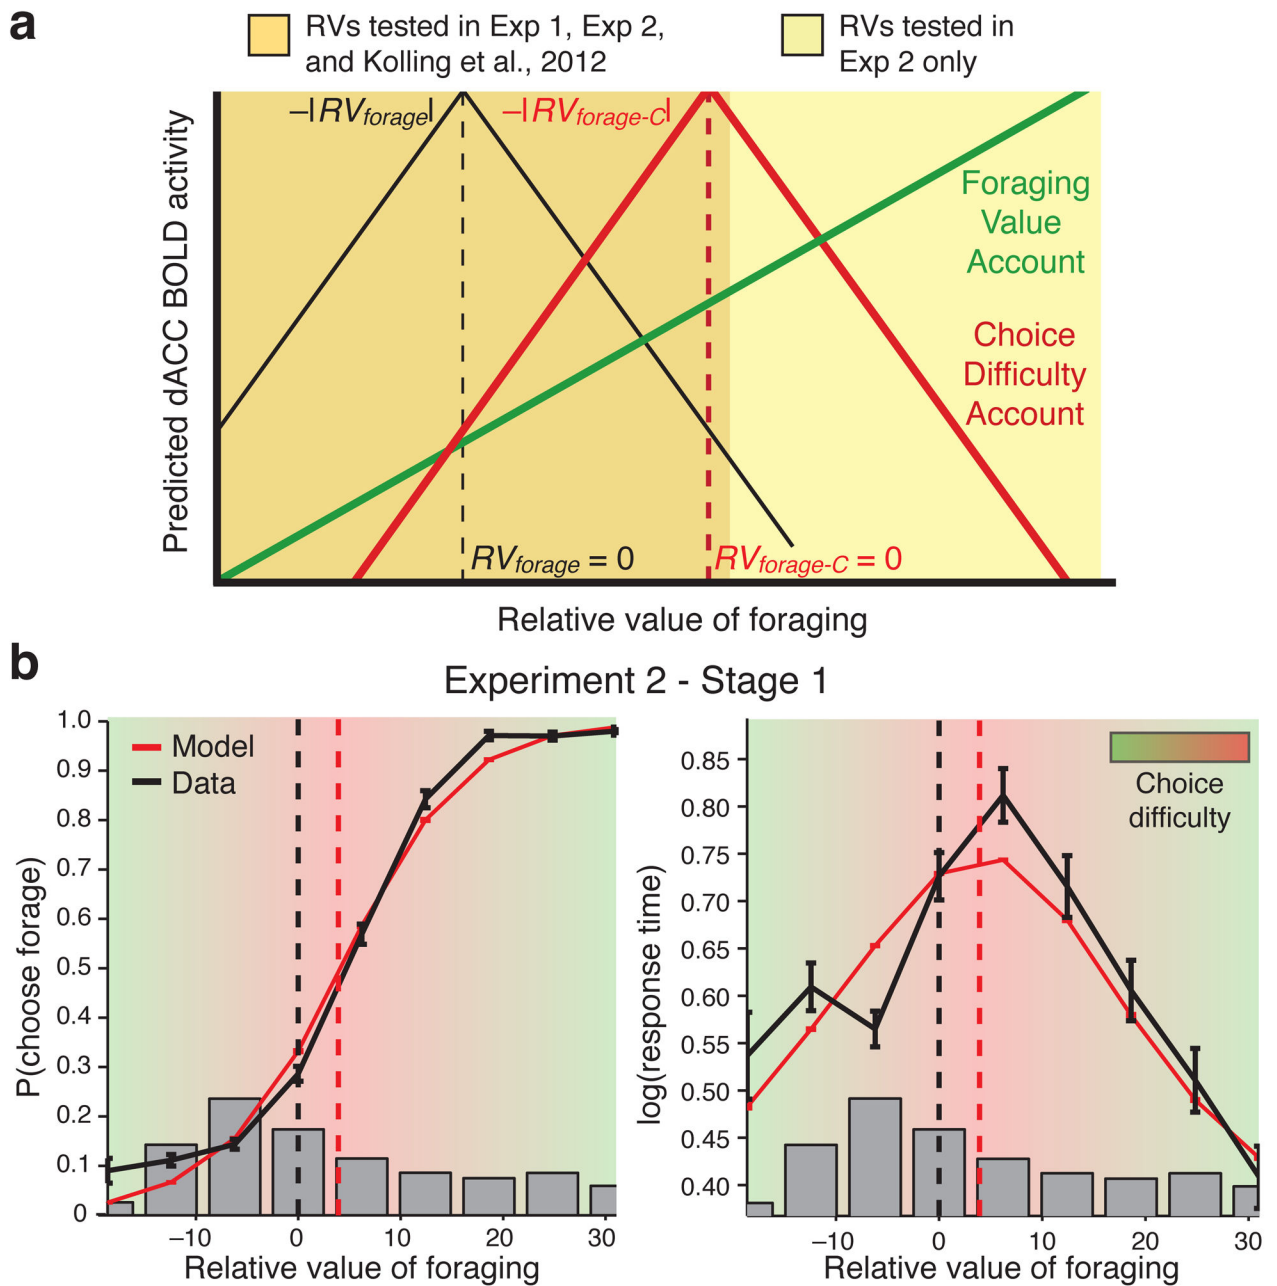 a
RVs tested in Exp 1, Exp 2,
and Kolling et al., 2012
RVs tested in
Exp 2 only
Predicted dACC BOLD activity
–|RVforage|
–|RVforage-C|
Foraging
Value
Account
Choice
Difficulty
Account
RVforage = 0
RVforage-C = 0
Relative value of foraging
b
Experiment 2 - Stage 1
P(choose forage)
1.0
0.9
0.8
0.7
0.6
0.5
0.4
0.3
0.2
0.1
0
Model
Data
–10
0
10
20
30
Relative value of foraging
log(response time)
0.85
0.80
0.75
0.70
0.65
0.60
0.55
0.50
0.45
0.40
Choice
difficulty
–10
0
10
20
30
Relative value of foraging